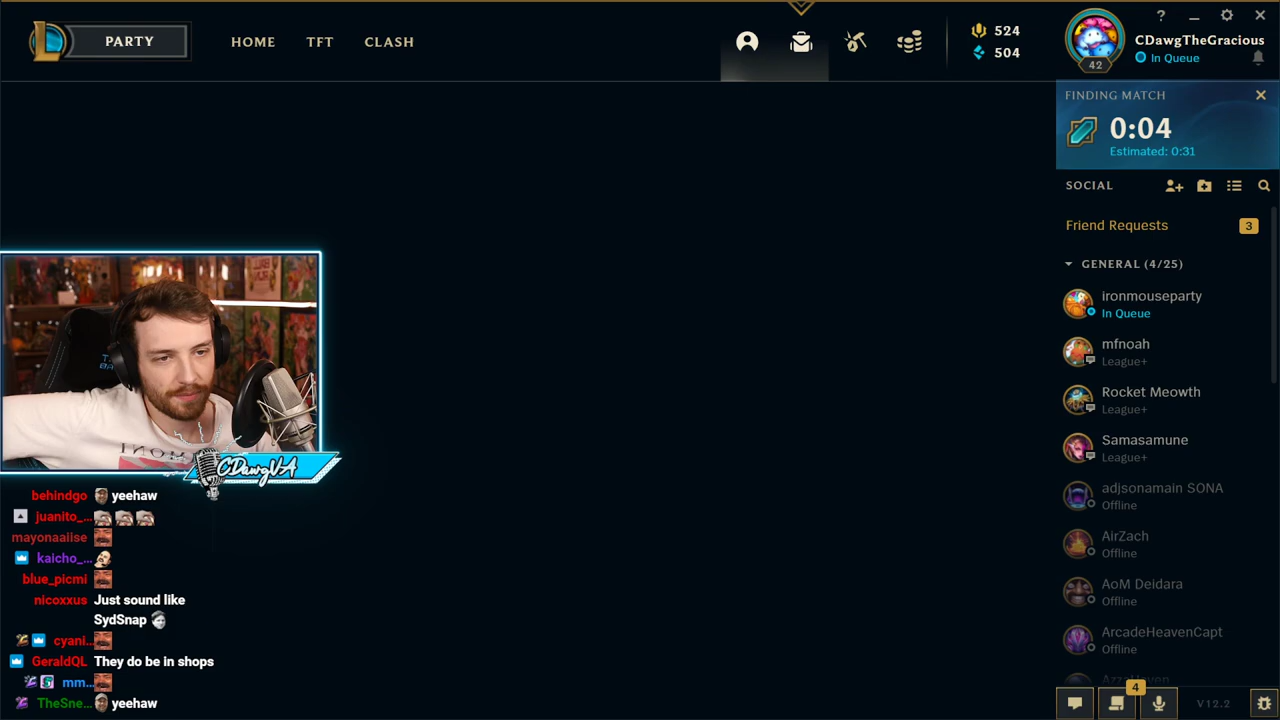 PARTY
HOME
TFT
CLASH
524
504
?
CDawgTheGracious
In Queue
42
FINDING MATCH
0:04
Estimated: 0:31
SOCIAL
Friend Requests
3
GENERAL (4/25)
ironmouseparty
In Queue
mfnoah
League+
Rocket Meowth
League+
Samasamune
League+
adjsonamain SONA
Offline
AirZach
Offline
AoM Deidara
Offline
ArcadeHeavenCapt
Offline
AzzaHeaven
4
V12.2
CDawgVA
behindgo yeehaw
juanito_...
mayonaaiise
kaicho_...
blue_picmi
nicoxxus Just sound like
SydSnap
cyani...
GeraldQL They do be in shops
mm...
TheSne... yeehaw